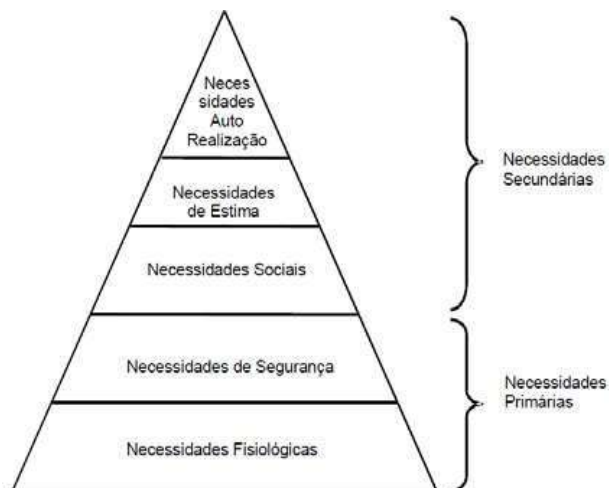 Neces
sidades
Auto
Realização
Necessidades
de Estima
Necessidades Sociais
Necessidades de Segurança
Necessidades Fisiológicas
Necessidades
Secundárias
Necessidades
Primárias